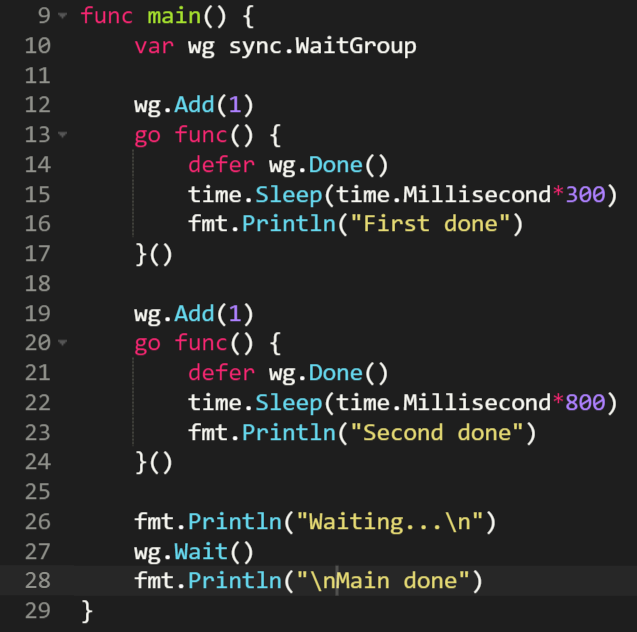 9 func main() {
10 var wg sync.WaitGroup
11
12 wg.Add(1)
13 go func() {
14 defer wg.Done()
15 time.Sleep(time.Millisecond*300)
16 fmt.Println("First done")
17 }()
18
19 wg.Add(1)
20 go func() {
21 defer wg.Done()
22 time.Sleep(time.Millisecond*800)
23 fmt.Println("Second done")
24 }()
25
26 fmt.Println("Waiting...\n")
27 wg.Wait()
28 fmt.Println("\nMain done")
29 }